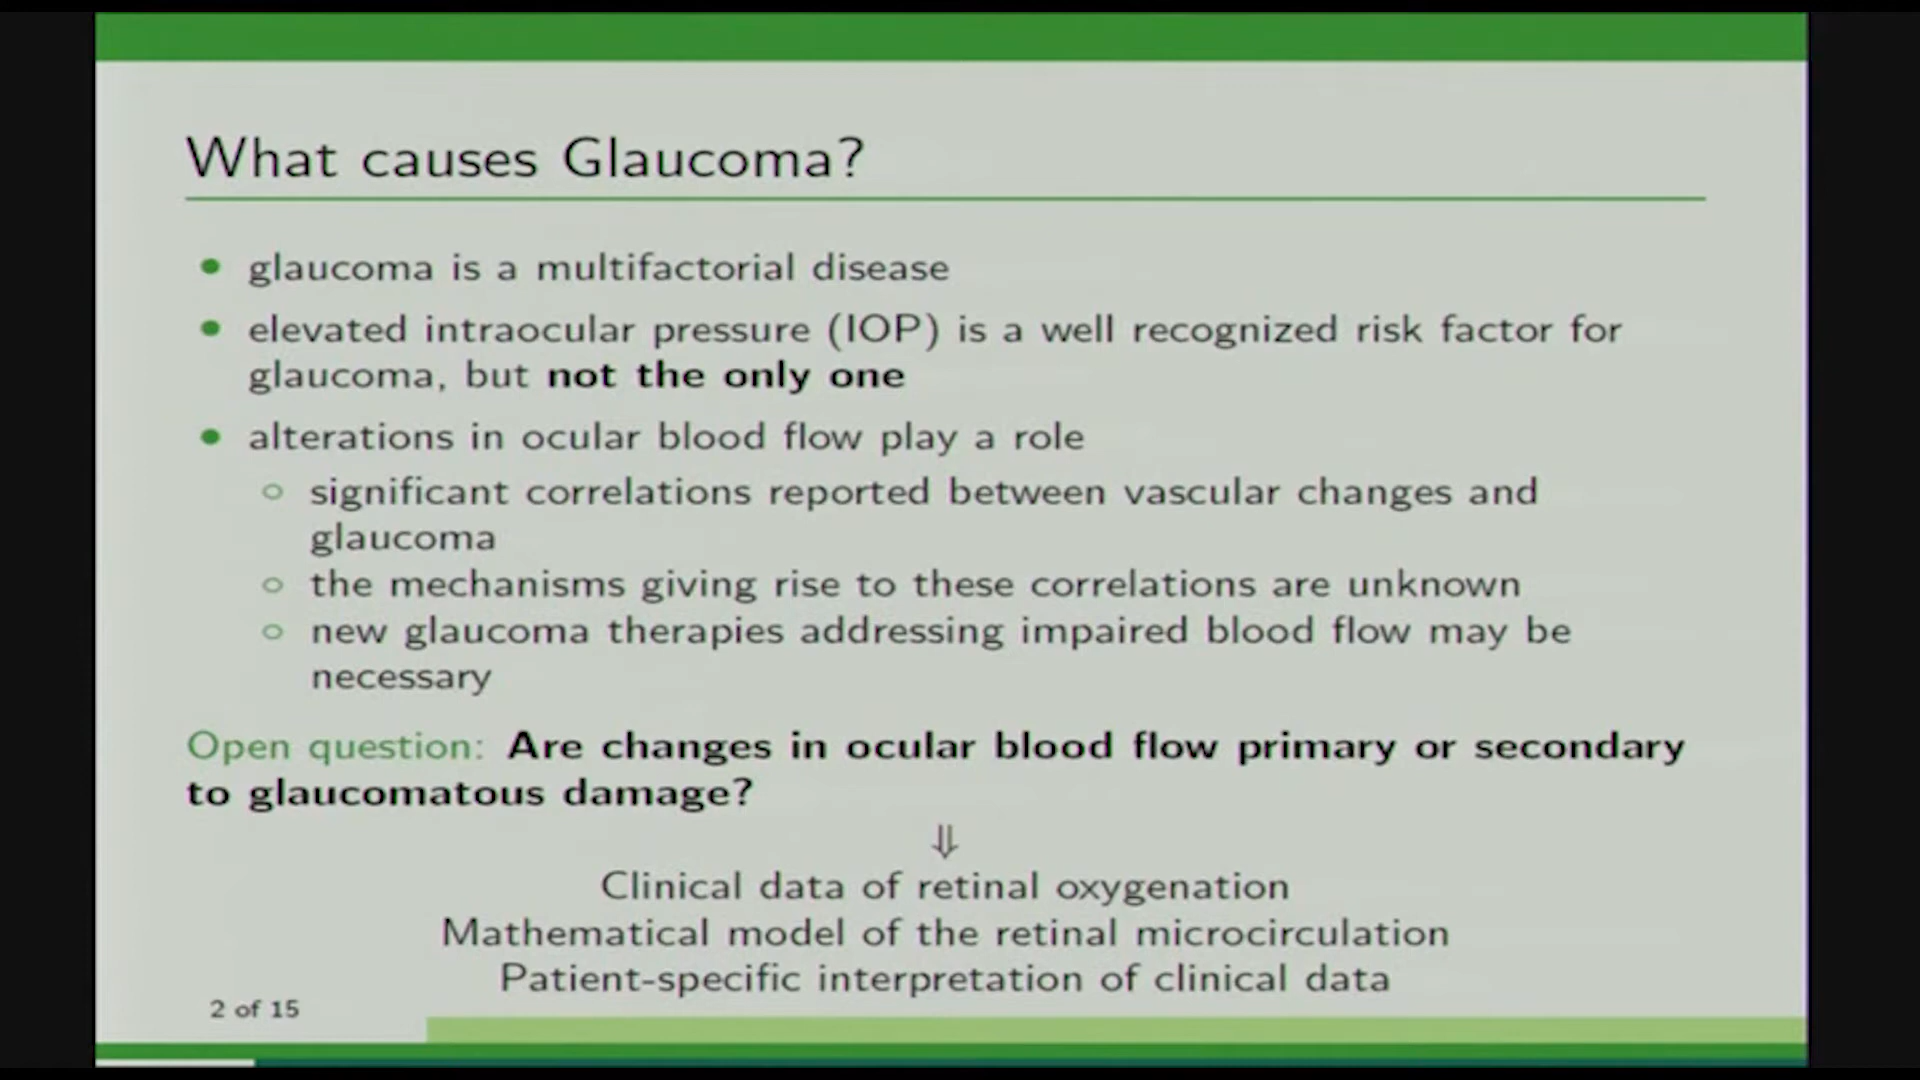 What causes Glaucoma?
● glaucoma is a multifactorial disease
● elevated intraocular pressure (IOP) is a well recognized risk factor for
glaucoma, but not the only one
● alterations in ocular blood flow play a role
○ significant correlations reported between vascular changes and
glaucoma
○ the mechanisms giving rise to these correlations are unknown
○ new glaucoma therapies addressing impaired blood flow may be
necessary
Open question: Are changes in ocular blood flow primary or secondary
to glaucomatous damage?
⇓
Clinical data of retinal oxygenation
Mathematical model of the retinal microcirculation
Patient-specific interpretation of clinical data
2 of 15